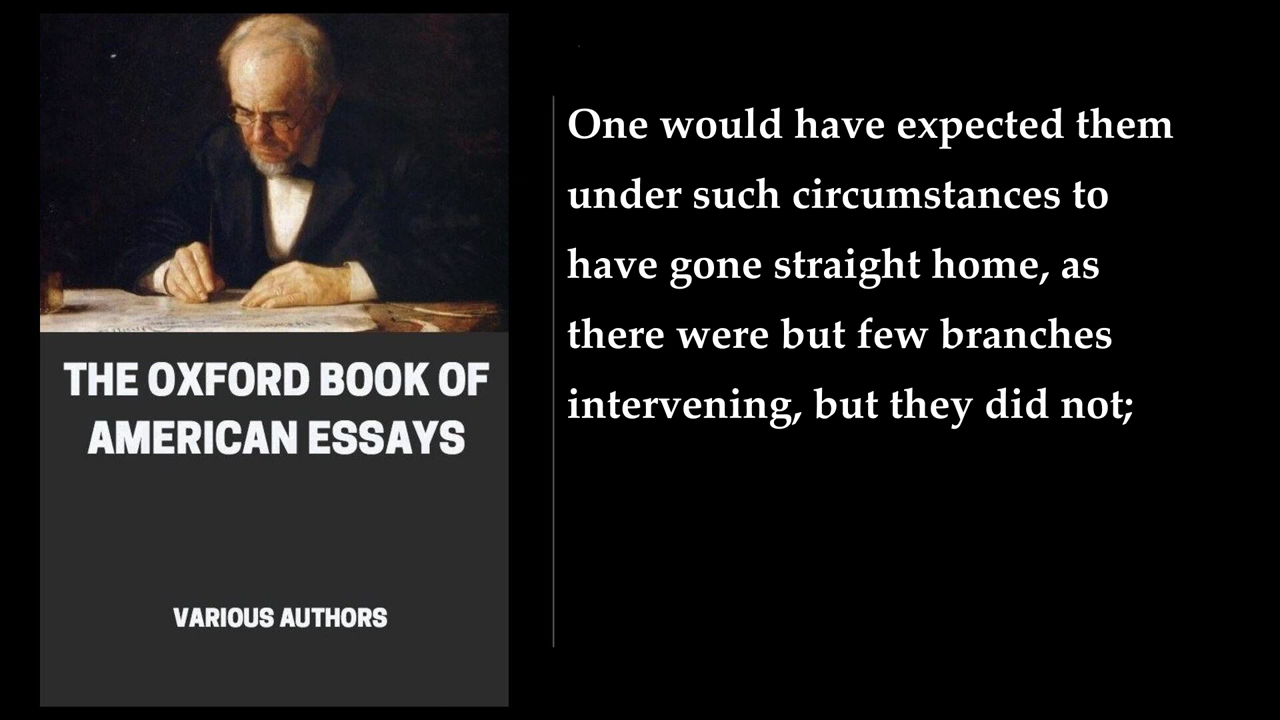 THE OXFORD BOOK OF
AMERICAN ESSAYS
VARIOUS AUTHORS
One would have expected them
under such circumstances to
have gone straight home, as
there were but few branches
intervening, but they did not;